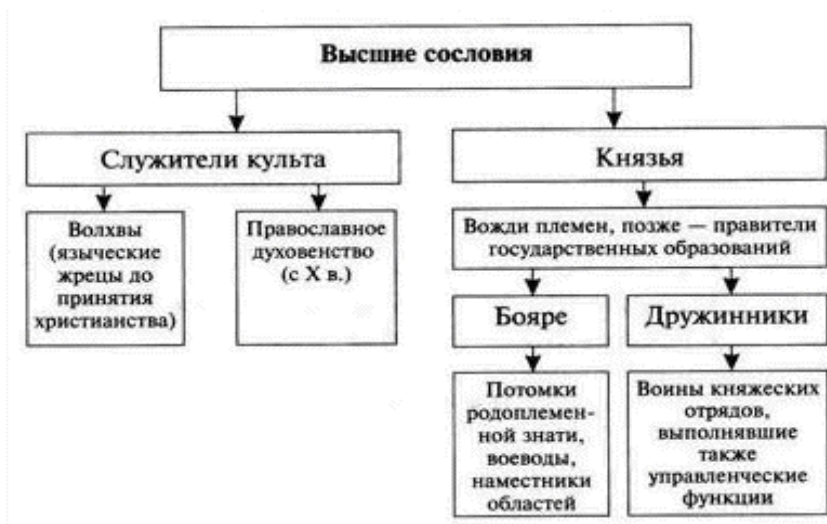 Высшие сословия
Служители культа
Князья
Волхвы
(языческие
жрецы до
принятия
христианства)
Православное
духовенство
(с X в.)
Вожди племен, позже — правители
государственных образований
Бояре
Дружинники
Потомки
родоплемен-
ной знати,
воеводы,
наместники
областей
Воины княжеских
отрядов,
выполнявшие
также
управленческие
функции